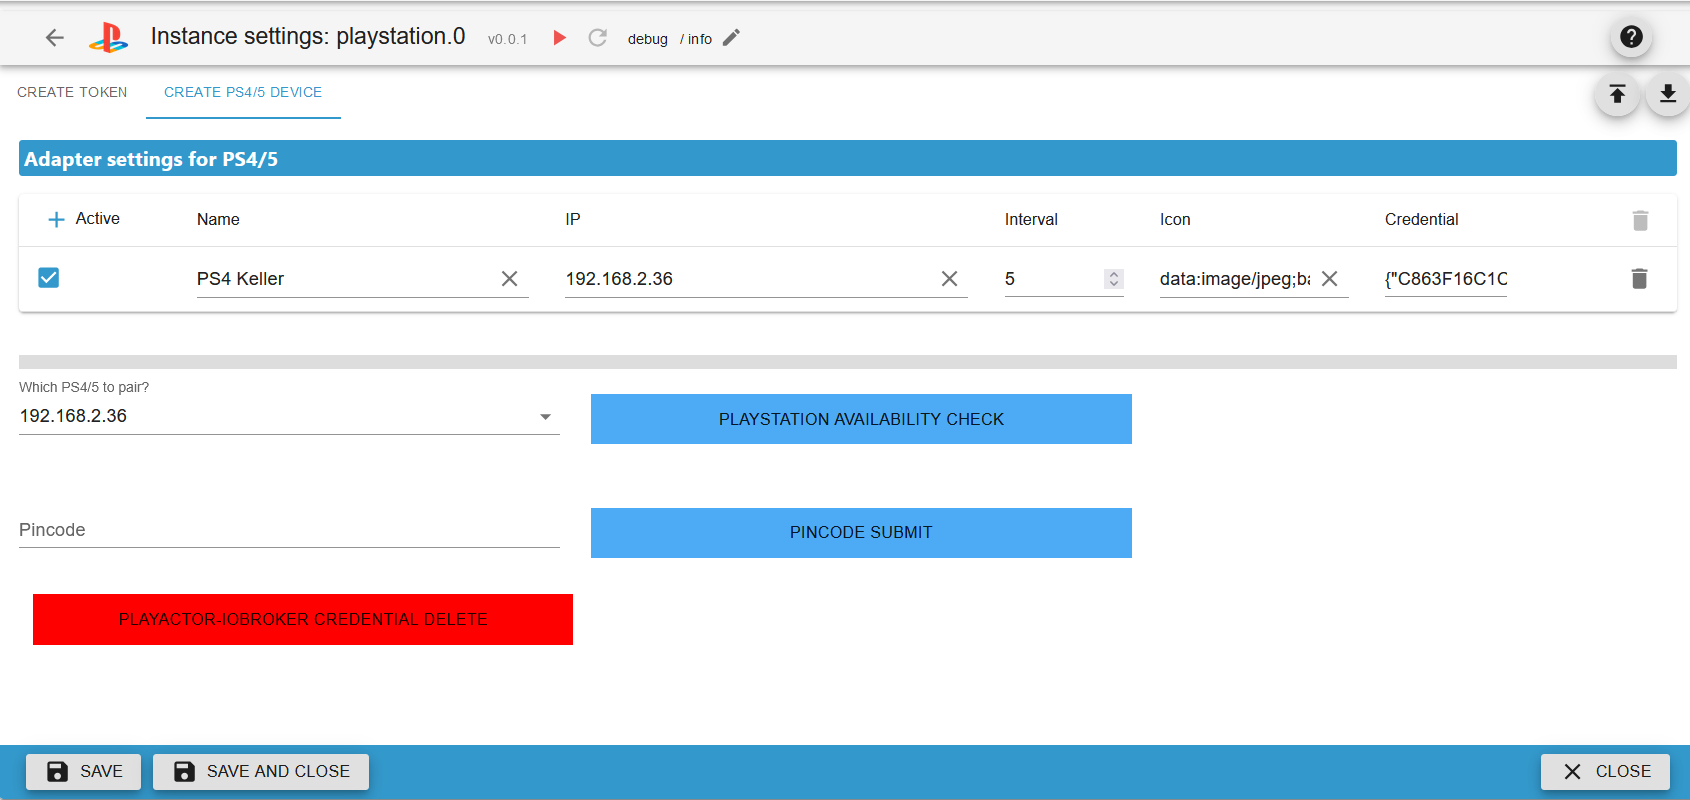 Instance settings: playstation.0 v0.0.1 debug / info
CREATE TOKEN CREATE PS4/5 DEVICE
Adapter settings for PS4/5
Active Name IP Interval Icon Credential
PS4 Keller 192.168.2.36 5 data:image/jpeg;ba {"C863F16C1C
Which PS4/5 to pair?
192.168.2.36
PLAYSTATION AVAILABILITY CHECK
Pincode
PINCODE SUBMIT
PLAYACTOR-IOBROKER CREDENTIAL DELETE
SAVE SAVE AND CLOSE CLOSE